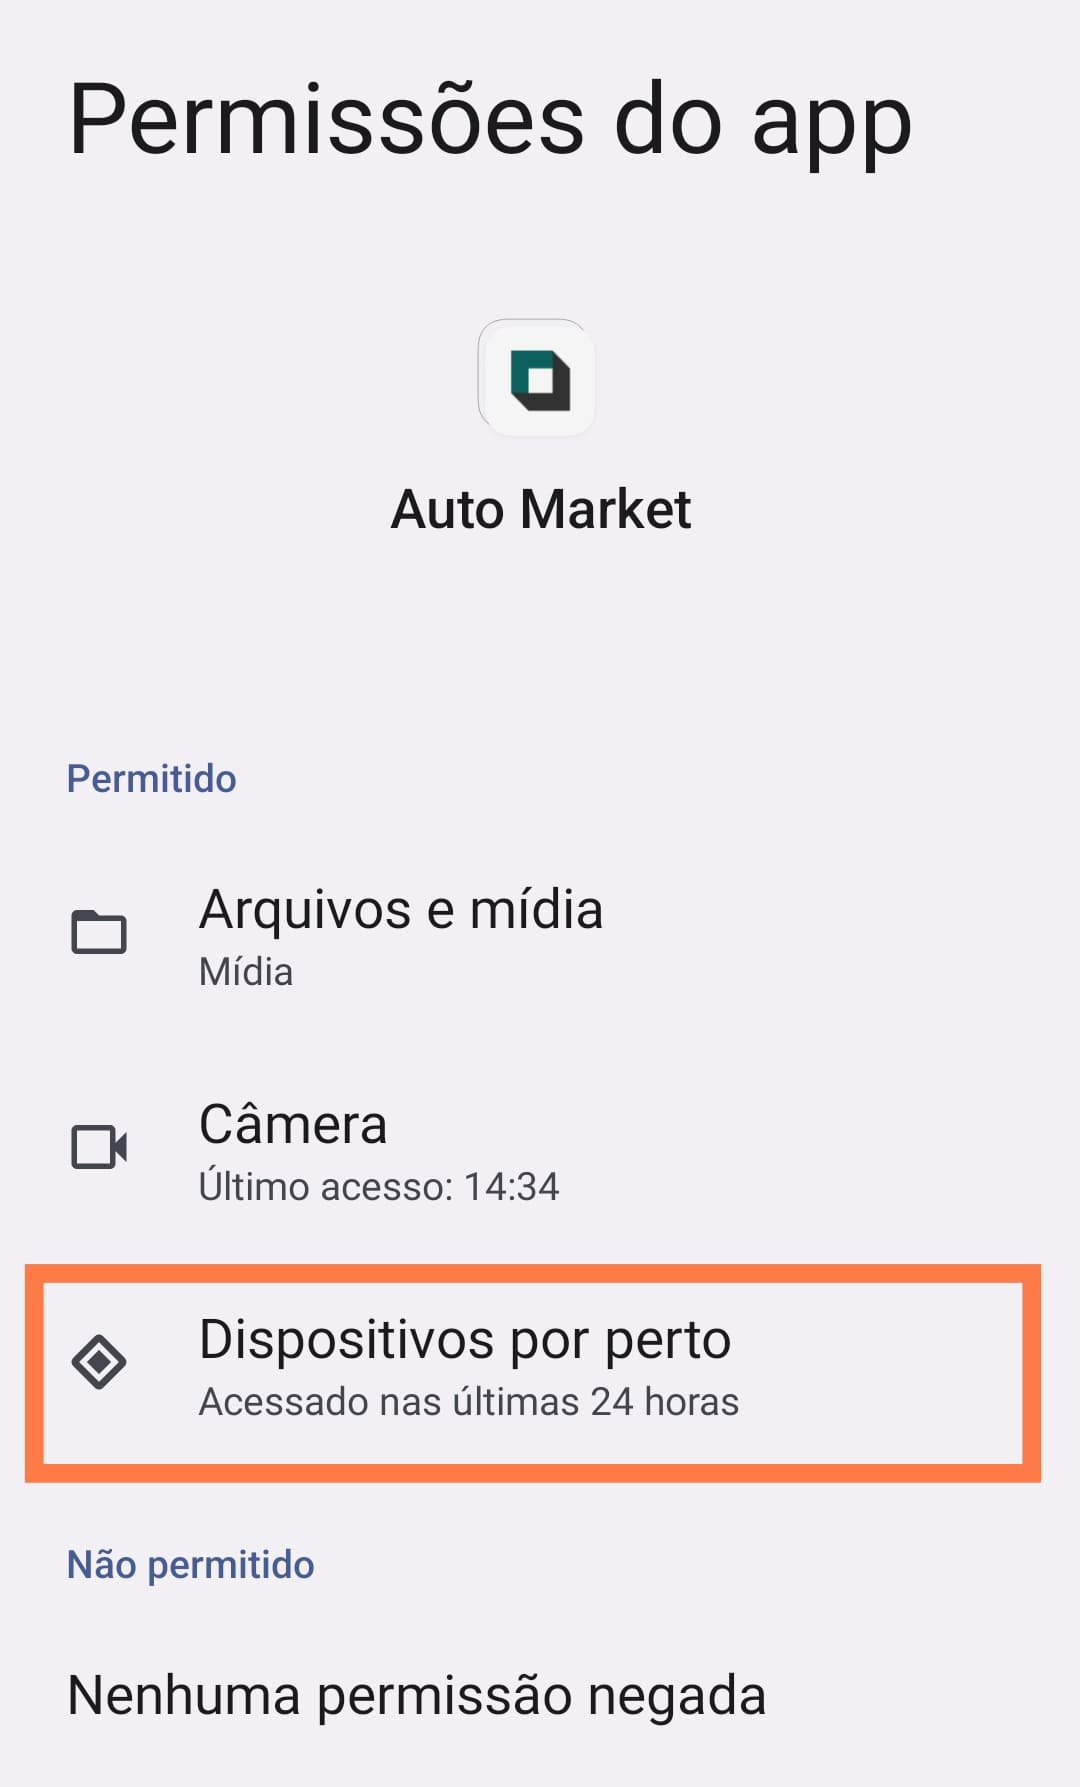 Permissões do app
Auto Market
Permitido
Arquivos e mídia
Mídia
Câmera
Último acesso: 14:34
Dispositivos por perto
Acessado nas últimas 24 horas
Não permitido
Nenhuma permissão negada